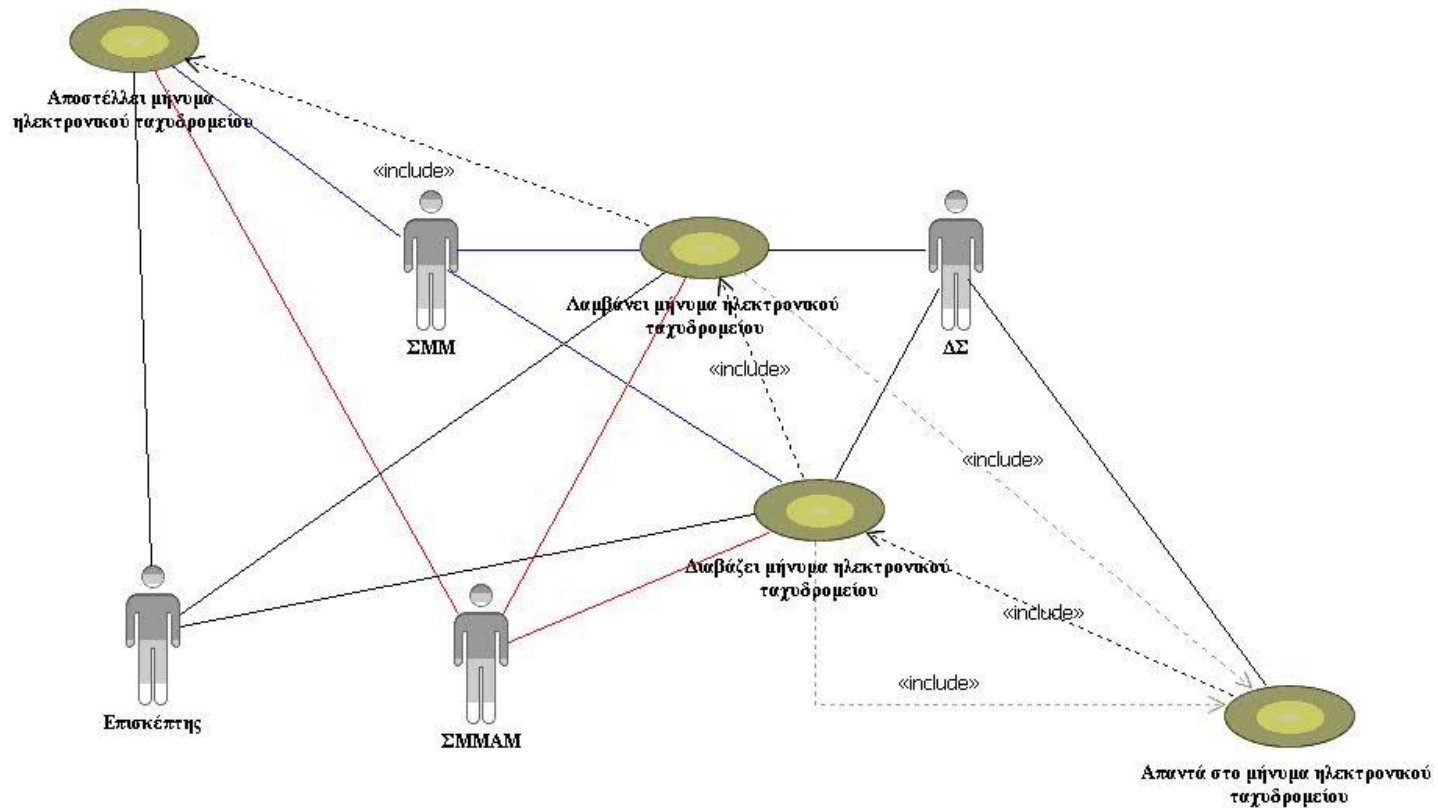 Αποστέλλει μήνυμα
ηλεκτρονικού ταχυδρομείου
«include»
Λαμβάνει μήνυμα ηλεκτρονικού
ταχυδρομείου
ΣΜΜ
ΔΣ
«include»
«include»
Διαβάζει μήνυμα ηλεκτρονικού
ταχυδρομείου
«include»
«include»
Επισκέπτης
ΣΜΜΑΜ
Απαντά στο μήνυμα ηλεκτρονικού
ταχυδρομείου